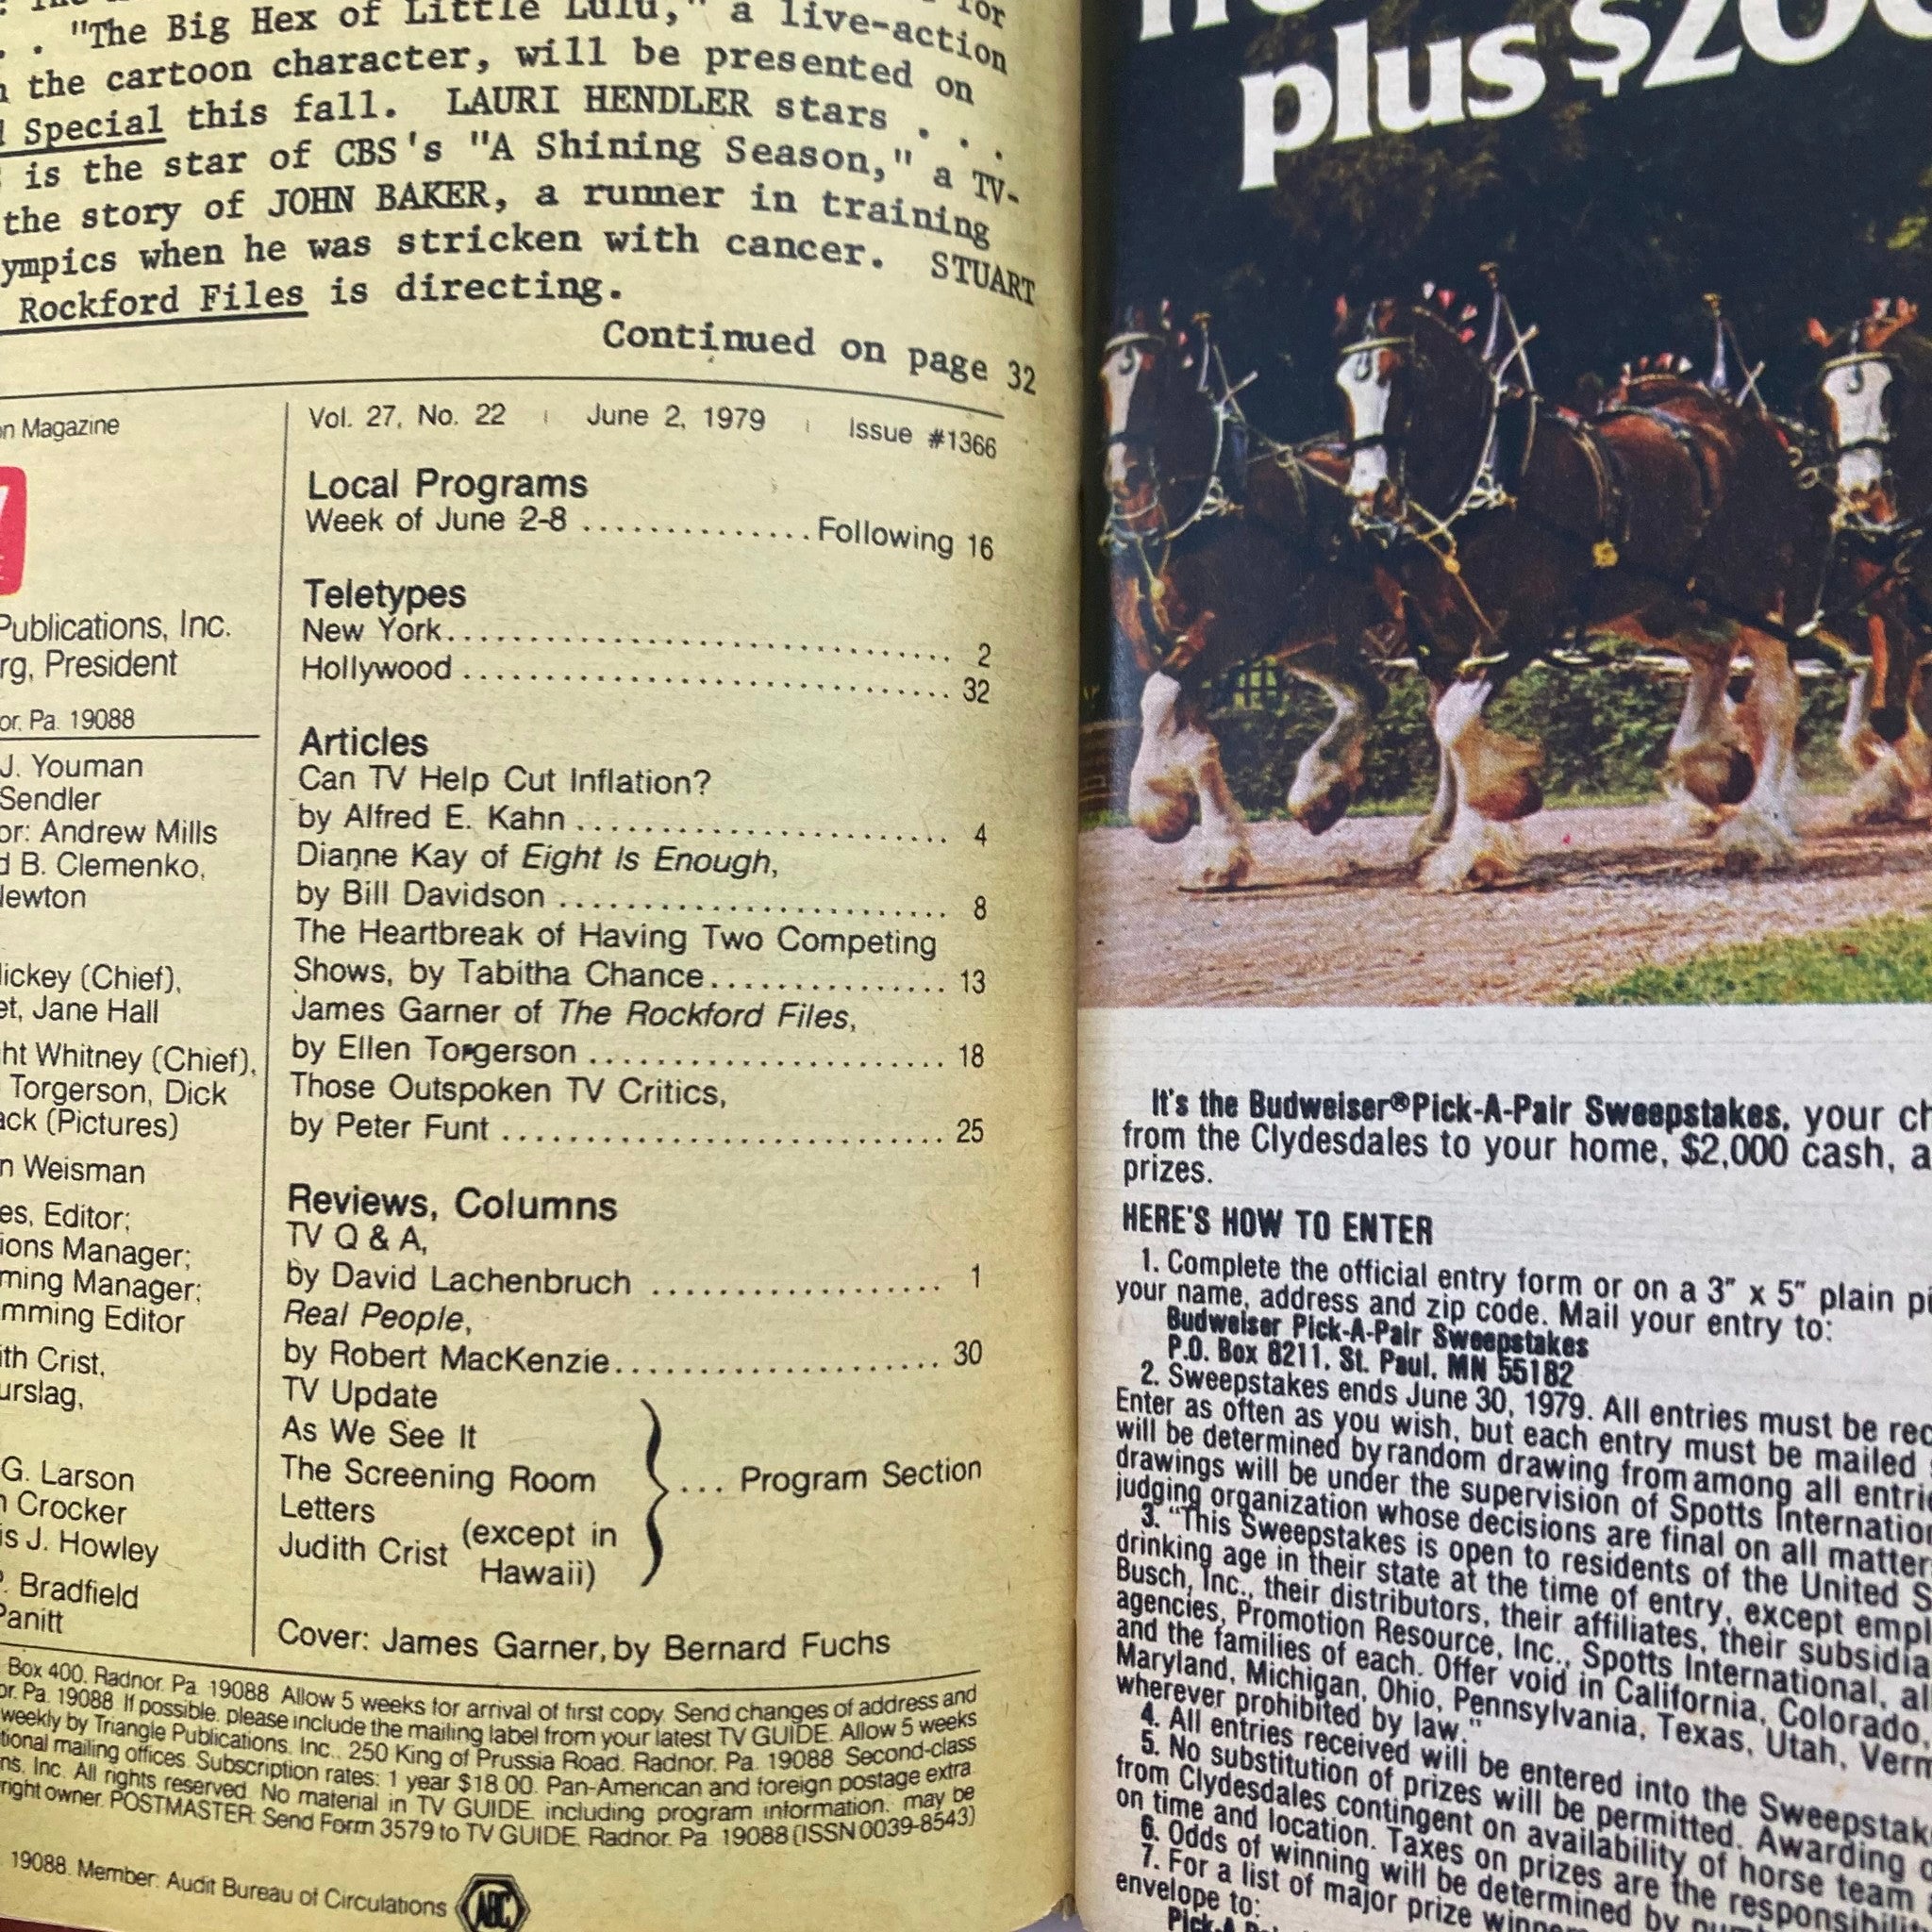 for
. . "The Big Hex of Little Lulu," a live-action
the cartoon character, will be presented on
Special this fall. LAURI HENDLER stars . . .
is the star of CBS's "A Shining Season," a TV-
the story of JOHN BAKER, a runner in training
ympics when he was stricken with cancer. STUART
Rockford Files is directing.
Continued on page 32
on Magazine
Publications, Inc.
rg, President
or, Pa. 19088
J. Youman
Sendler
or: Andrew Mills
d B. Clemenko,
lewton
ickey (Chief),
et, Jane Hall
ht Whitney (Chief),
Torgerson, Dick
ack (Pictures)
n Weisman
es, Editor;
ions Manager;
ming Manager;
mming Editor
ith Crist,
urslag,
G. Larson
n Crocker
is J. Howley
P. Bradfield
Panitt
Vol. 27, No. 22 | June 2, 1979 | Issue #1366
Local Programs
Week of June 2-8 .............. Following 16
Teletypes
New York.................................... 2
Hollywood .................................. 32
Articles
Can TV Help Cut Inflation?
by Alfred E. Kahn .......................... 4
Dianne Kay of Eight Is Enough,
by Bill Davidson ........................... 8
The Heartbreak of Having Two Competing
Shows, by Tabitha Chance................ 13
James Garner of The Rockford Files,
by Ellen Torgerson ......................... 18
Those Outspoken TV Critics,
by Peter Funt .............................. 25
Reviews, Columns
TV Q & A,
by David Lachenbruch ..................... 1
Real People,
by Robert MacKenzie...................... 30
TV Update
As We See It
The Screening Room
Letters
Judith Crist (except in Hawaii)
... Program Section
Cover: James Garner, by Bernard Fuchs
Box 400, Radnor, Pa. 19088. Allow 5 weeks for arrival of first copy. Send changes of address and
or, Pa. 19088. If possible, please include the mailing label from your latest TV GUIDE. Allow 5 weeks
weekly by Triangle Publications, Inc., 250 King of Prussia Road, Radnor, Pa. 19088. Second-class
tional mailing offices. Subscription rates: 1 year $18.00. Pan-American and foreign postage extra.
ns, Inc. All rights reserved. No material in TV GUIDE, including program information, may be
right owner. POSTMASTER: Send Form 3579 to TV GUIDE, Radnor, Pa. 19088 (ISSN 0039-8543)
19088. Member: Audit Bureau of Circulations
ABC
plus $200
It's the Budweiser® Pick-A-Pair Sweepstakes, your ch
from the Clydesdales to your home, $2,000 cash, a
prizes.
HERE'S HOW TO ENTER
1. Complete the official entry form or on a 3" x 5" plain pi
your name, address and zip code. Mail your entry to:
Budweiser Pick-A-Pair Sweepstakes
P.O. Box 8211, St. Paul, MN 55182
2. Sweepstakes ends June 30, 1979. All entries must be rec
Enter as often as you wish, but each entry must be mailed
will be determined by random drawing from among all entri
drawings will be under the supervision of Spotts Internation
judging organization whose decisions are final on all matter
3. "This Sweepstakes is open to residents of the United S
drinking age in their state at the time of entry, except empl
Busch, Inc., their distributors, their affiliates, their subsidia
agencies, Promotion Resource, Inc., Spotts International, al
and the families of each. Offer void in California, Colorado,
Maryland, Michigan, Ohio, Pennsylvania, Texas, Utah, Verm
wherever prohibited by law."
4. All entries received will be entered into the Sweepstak
5. No substitution of prizes will be permitted. Awarding o
from Clydesdales contingent on availability of horse team
on time and location. Taxes on prizes are the responsibili
6. Odds of winning will be determined by
7. For a list of major prize winn
envelope to: